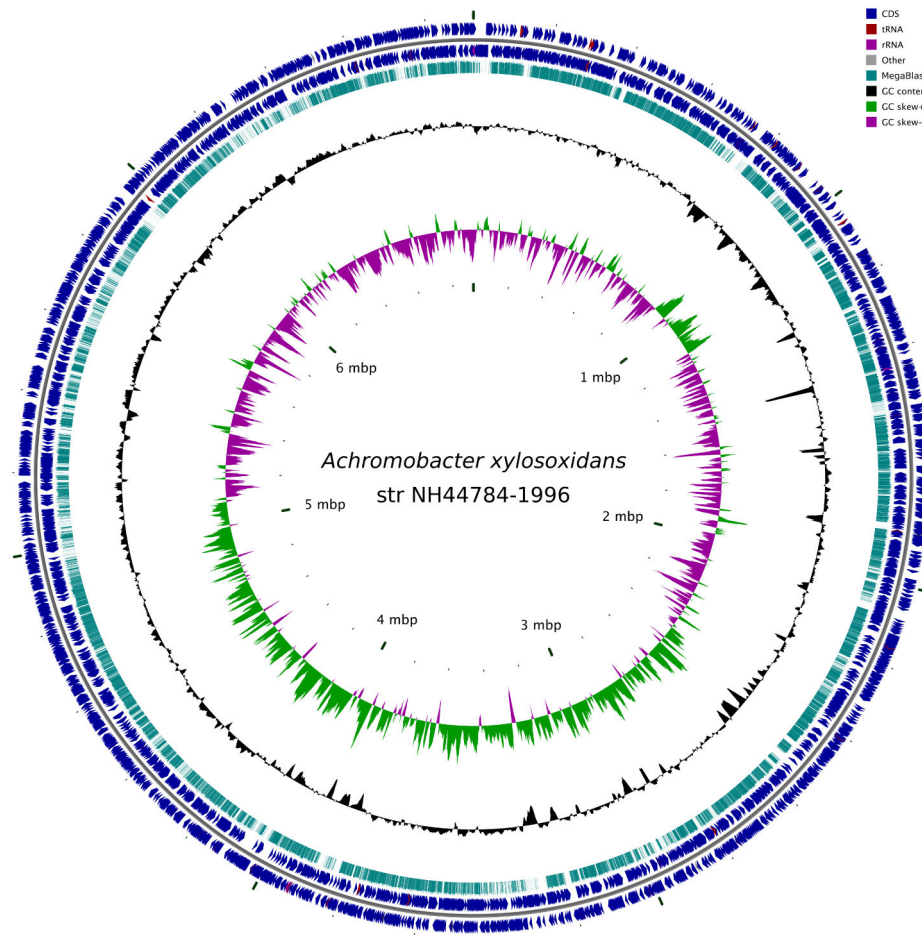 CDS
tRNA
rRNA
Other
MegaBlas
GC conten
GC skew+
GC skew-
6 mbp
1 mbp
Achromobacter xylosoxidans
str NH44784-1996
5 mbp
2 mbp
4 mbp
3 mbp